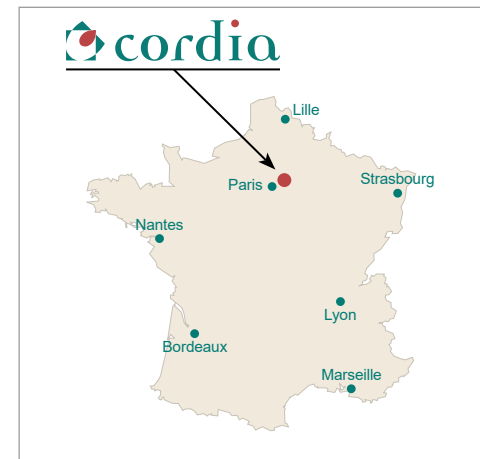 cordia
Lille
Paris
Strasbourg
Nantes
Lyon
Bordeaux
Marseille